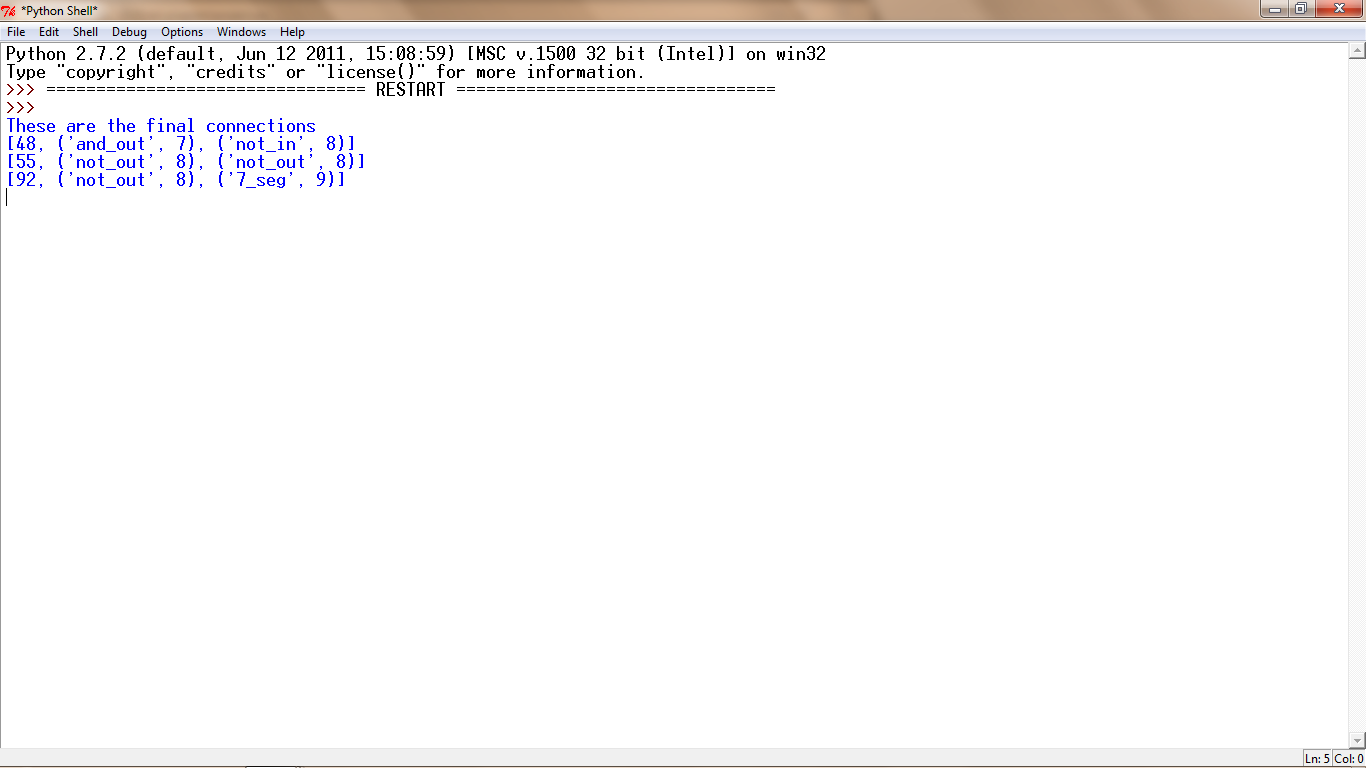 *Python Shell*
File Edit Shell Debug Options Windows Help
Python 2.7.2 (default, Jun 12 2011, 15:08:59) [MSC v.1500 32 bit (Intel)] on win32
Type "copyright", "credits" or "license()" for more information.
>>> ================================ RESTART ================================
>>>
These are the final connections
[48, ('and_out', 7), ('not_in', 8)]
[55, ('not_out', 8), ('not_out', 8)]
[92, ('not_out', 8), ('7_seg', 9)]
Ln: 5 Col: 0